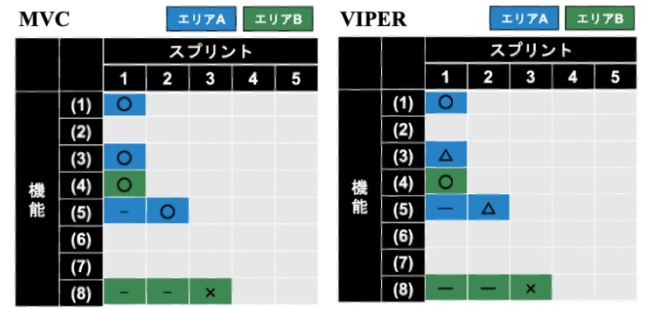 MVC エリアA エリアB
スプリント
1 2 3 4 5
機能
(1) ○
(2)
(3) ○
(4) ○
(5) − ○
(6)
(7)
(8) − − ×
VIPER エリアA エリアB
スプリント
1 2 3 4 5
機能
(1) ○
(2)
(3) △
(4) ○
(5) ― △
(6)
(7)
(8) ― ― ×